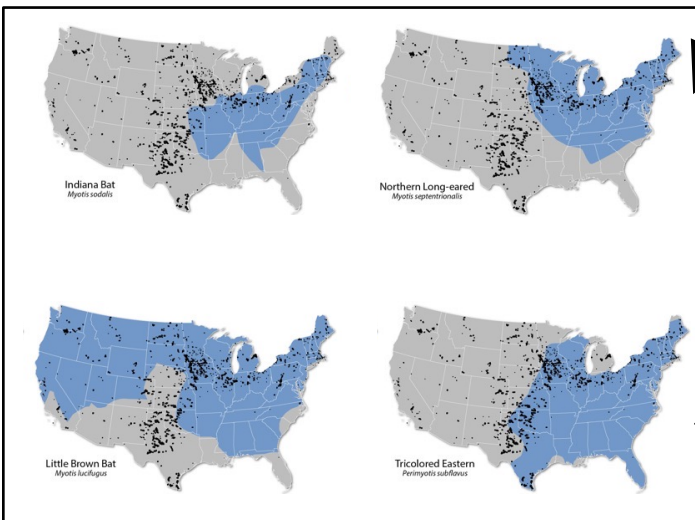 Indiana Bat
Myotis sodalis
Northern Long-eared
Myotis septentrionalis
Little Brown Bat
Myotis lucifugus
Tricolored Eastern
Perimyotis subflavus